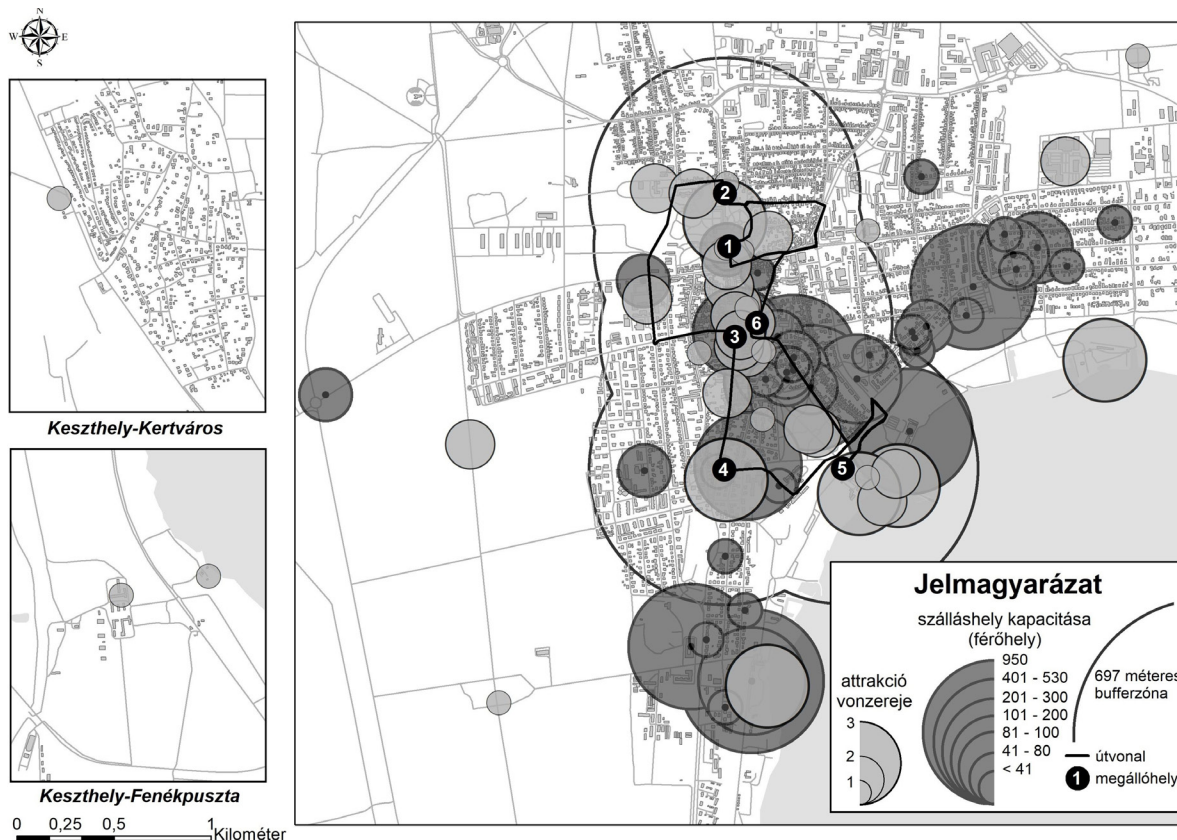 N
W E
S
Keszthely-Kertváros
Keszthely-Fenékpuszta
0 0,25 0,5 1 Kilométer
2
1
6
3
4
5
Jelmagyarázat
szálláshely kapacitása
(férőhely)
950
401 - 530
201 - 300
101 - 200
81 - 100
41 - 80
< 41
attrakció
vonzereje
3
2
1
697 méteres
bufferzóna
útvonal
1 megállóhely